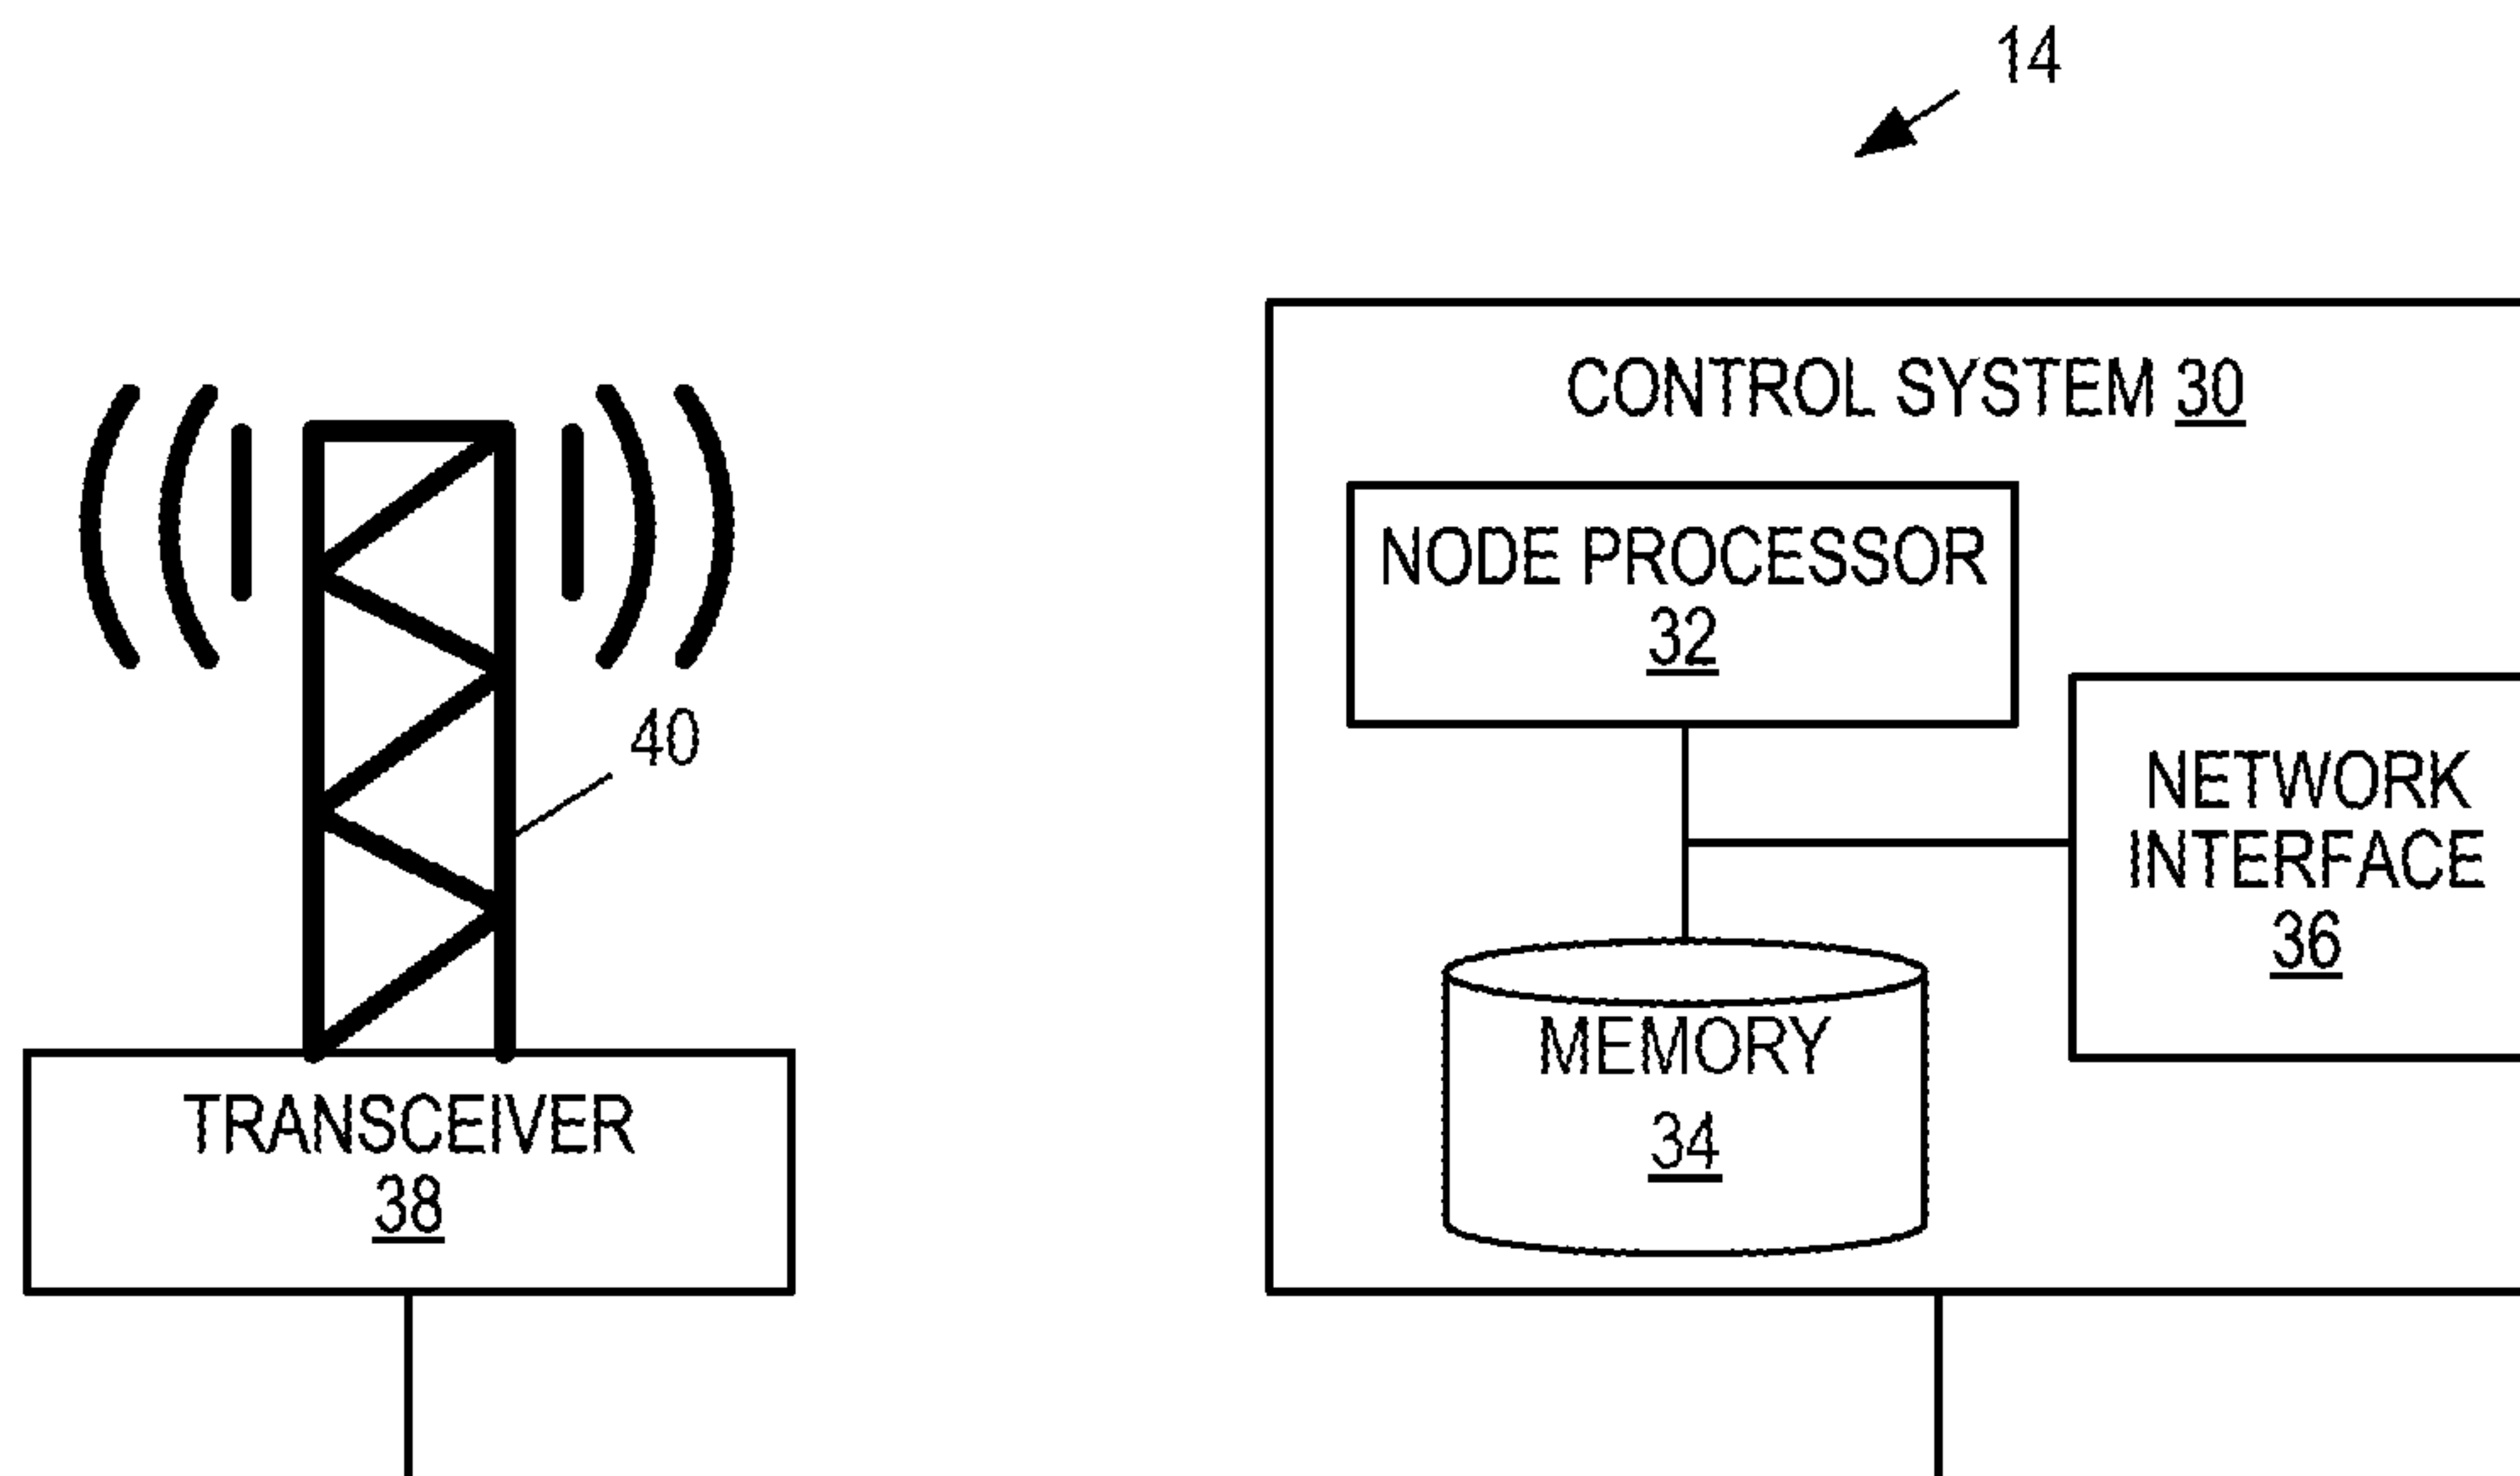 14
CONTROL SYSTEM 30
NODE PROCESSOR
32
40
NETWORK
INTERFACE
36
MEMORY
34
TRANSCEIVER
38